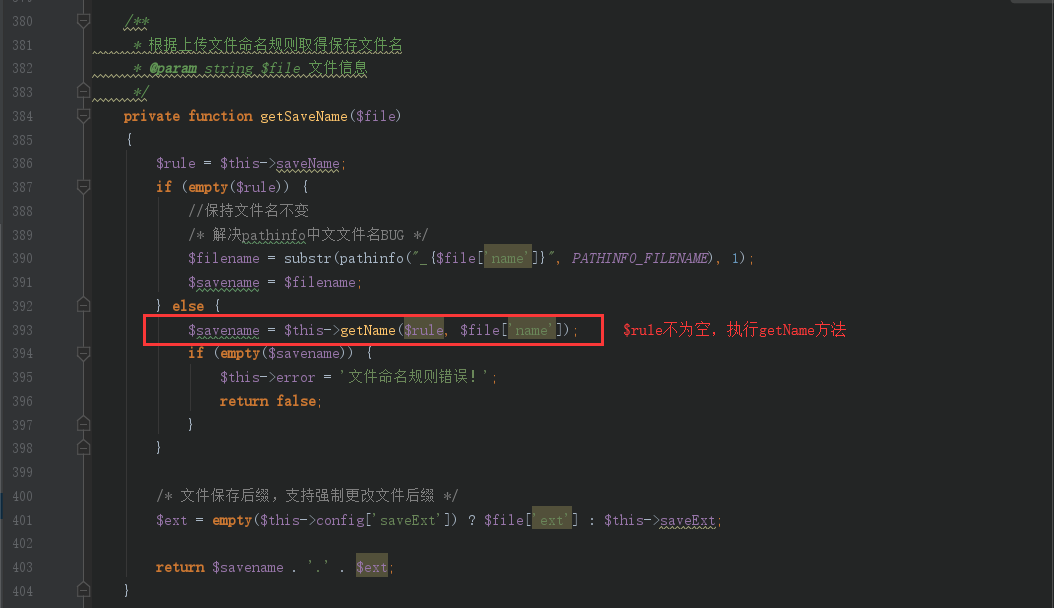 380 /**
381 * 根据上传文件命名规则取得保存文件名
382 * @param string $file 文件信息
383 */
384 private function getSaveName($file)
385 {
386 $rule = $this->saveName;
387 if (empty($rule)) {
388 //保持文件名不变
389 /* 解决pathinfo中文文件名BUG */
390 $filename = substr(pathinfo("_{$file['name']}", PATHINFO_FILENAME), 1);
391 $savename = $filename;
392 } else {
393 $savename = $this->getName($rule, $file['name']); $rule不为空，执行getName方法
394 if (empty($savename)) {
395 $this->error = '文件命名规则错误！';
396 return false;
397 }
398 }
399
400 /* 文件保存后缀，支持强制更改文件后缀 */
401 $ext = empty($this->config['saveExt']) ? $file['ext'] : $this->saveExt;
402
403 return $savename . '.' . $ext;
404 }